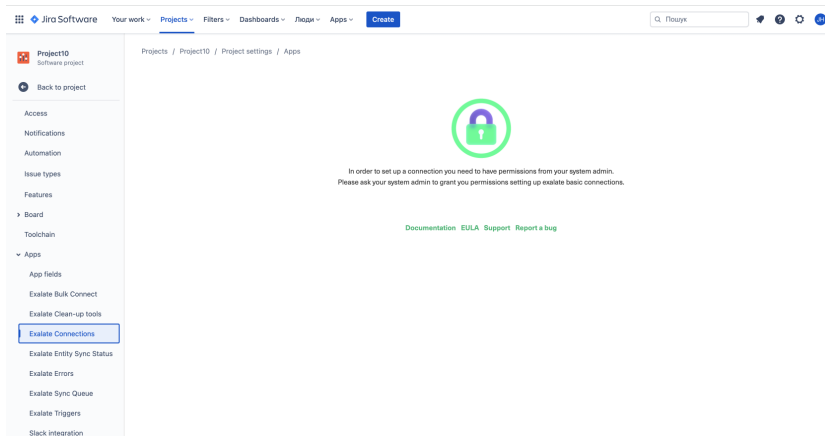 Jira Software Your work Projects Filters Dashboards Люди Apps Create Пошук JH
Project10
Software project
Back to project
Access
Notifications
Automation
Issue types
Features
Board
Toolchain
Apps
App fields
Exalate Bulk Connect
Exalate Clean-up tools
Exalate Connections
Exalate Entity Sync Status
Exalate Errors
Exalate Sync Queue
Exalate Triggers
Slack integration
Projects / Project10 / Project settings / Apps
In order to set up a connection you need to have permissions from your system admin.
Please ask your system admin to grant you permissions setting up exalate basic connections.
Documentation EULA Support Report a bug